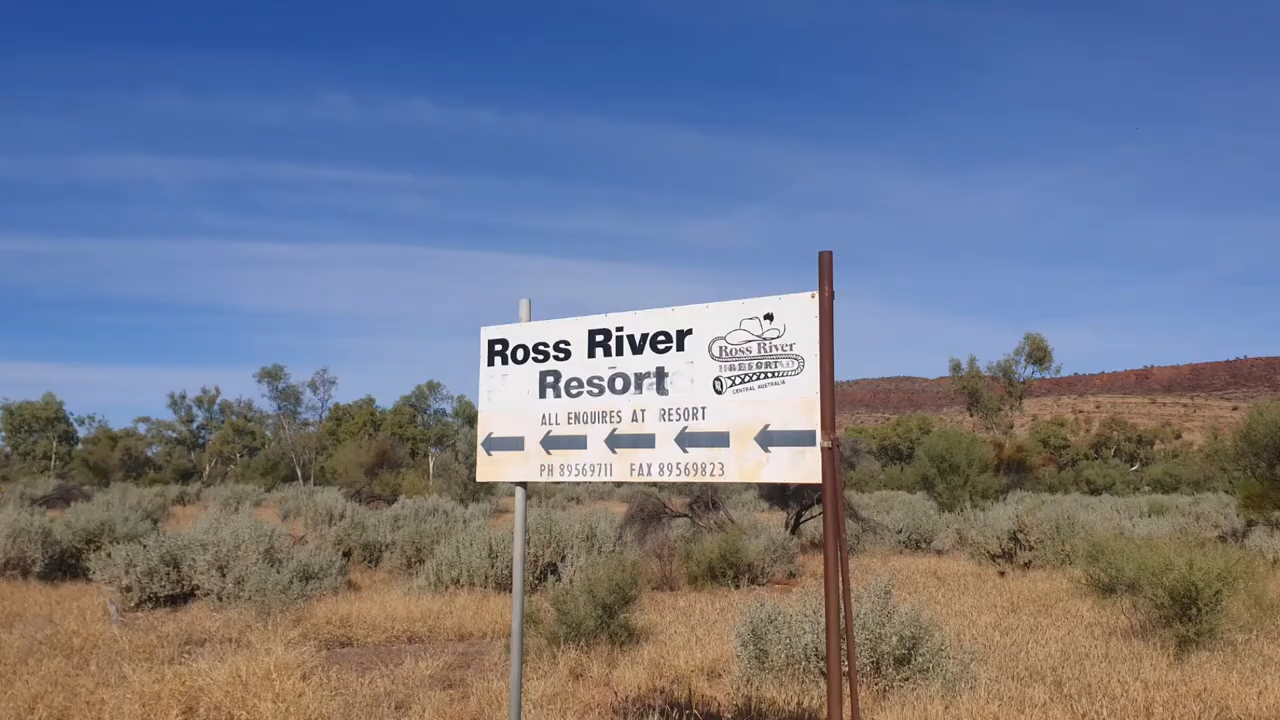 Ross River
Resort
ALL ENQUIRES AT RESORT
PH 89569711 FAX 89569823
Ross River
RESORT
CENTRAL AUSTRALIA